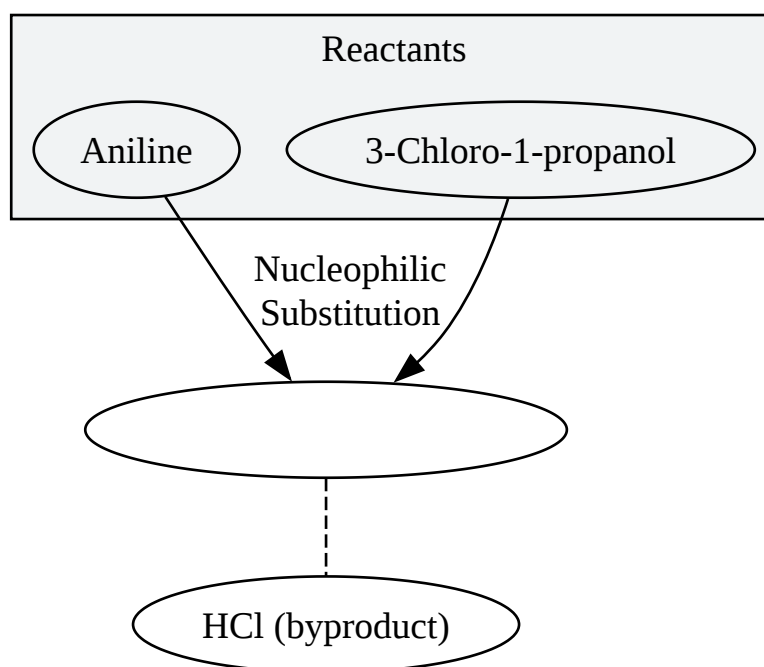 Reactants
Aniline
3-Chloro-1-propanol
Nucleophilic
Substitution
HCl (byproduct)